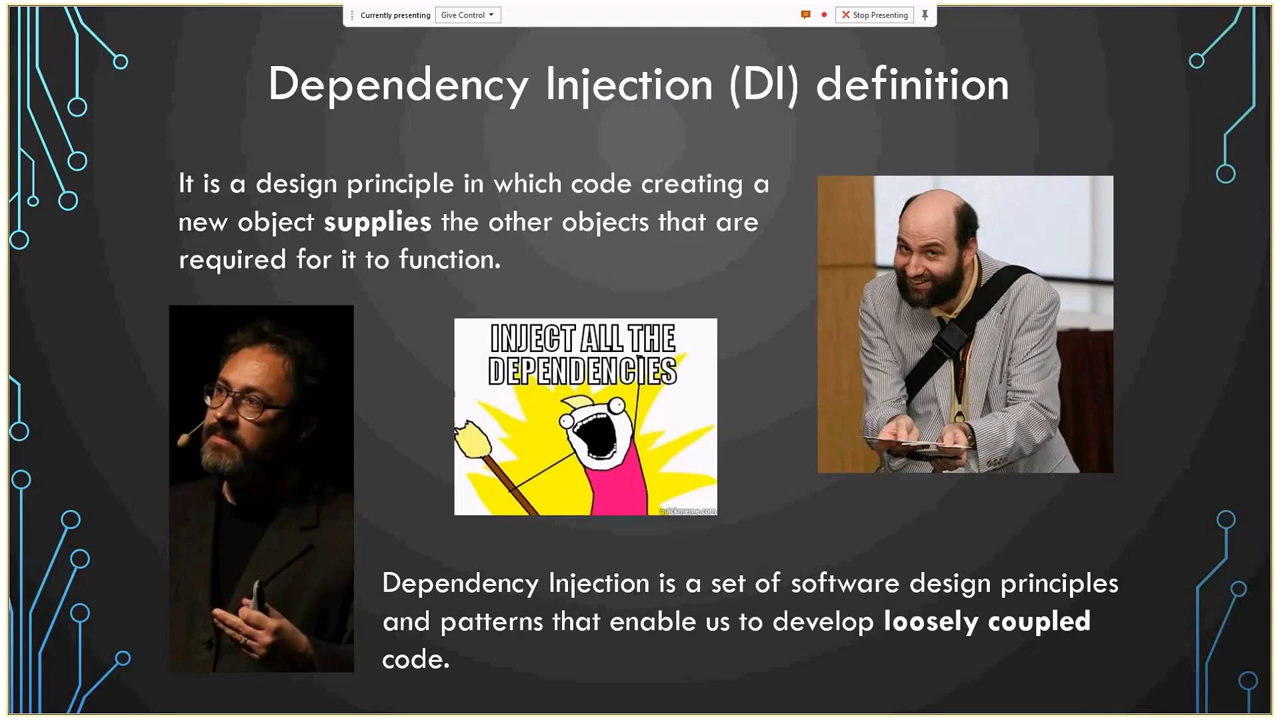 Currently presenting Give Control Stop Presenting
Dependency Injection (DI) definition
It is a design principle in which code creating a
new object supplies the other objects that are
required for it to function.
INJECT ALL THE
DEPENDENCIES
quickmeme.com
Dependency Injection is a set of software design principles
and patterns that enable us to develop loosely coupled
code.